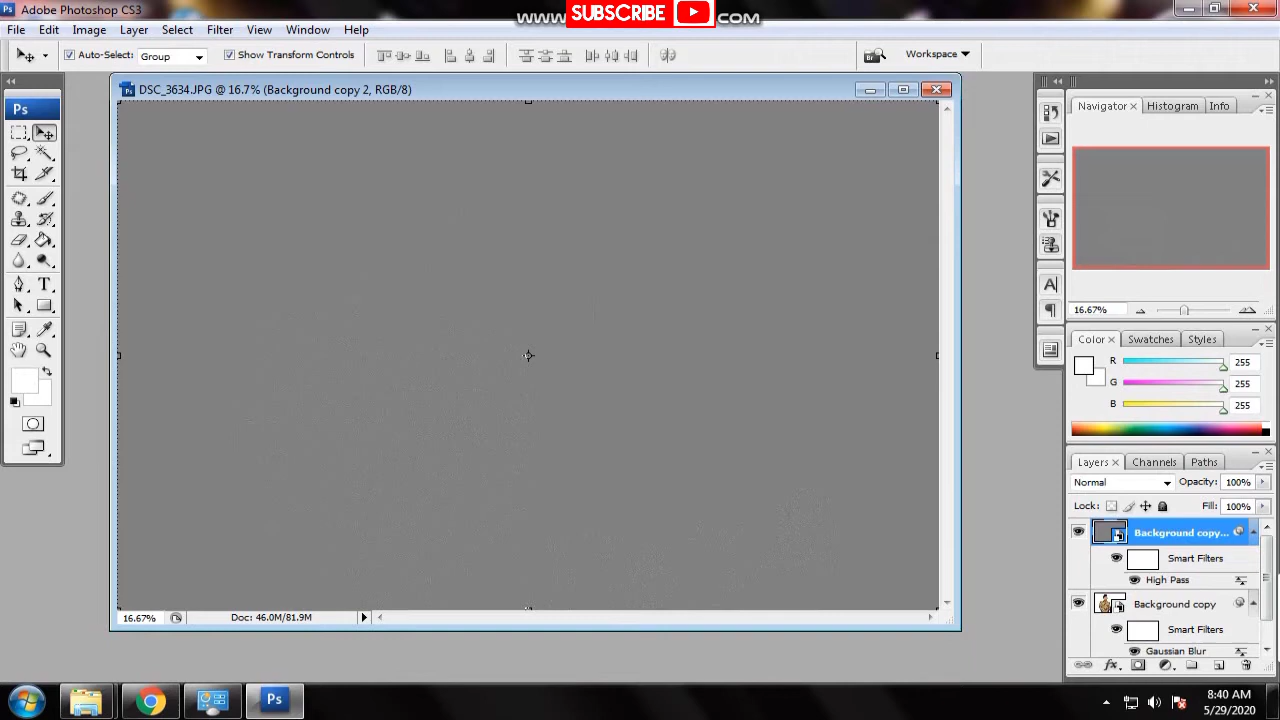 Adobe Photoshop CS3
www.
SUBSCRIBE
com
File Edit Image Layer Select Filter View Window Help
Auto-Select: Group Show Transform Controls Workspace
Ps
DSC_3634.JPG @ 16.7% (Background copy 2, RGB/8)
T
16.67% Doc: 46.0M/81.9M
A
Navigator Histogram Info
16.67%
Color Swatches Styles
R 255
G 255
B 255
Layers Channels Paths
Normal Opacity: 100%
Lock: Fill: 100%
Background copy...
Smart Filters
High Pass
Background copy
Smart Filters
Gaussian Blur
fx
Ps
8:40 AM
5/29/2020